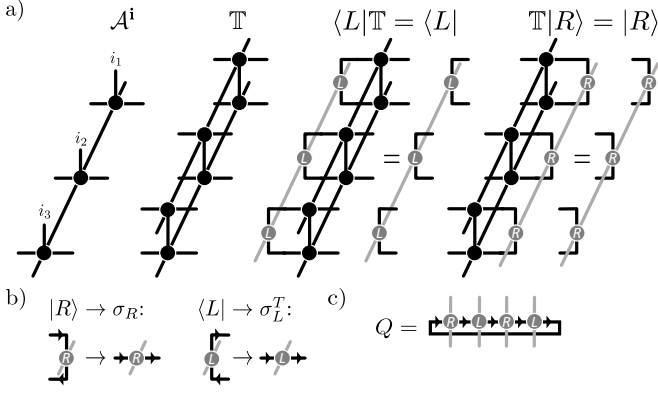 a)
𝒜ⁱ 𝕋 ⟨L|𝕋 = ⟨L| 𝕋|R⟩ = |R⟩
i₁
L L R R
i₂
L = L R = R
i₃
L L R R
b)
|R⟩ → σ_R: ⟨L| → σ_L^T:
R → R L → L
c)
Q = R L R L